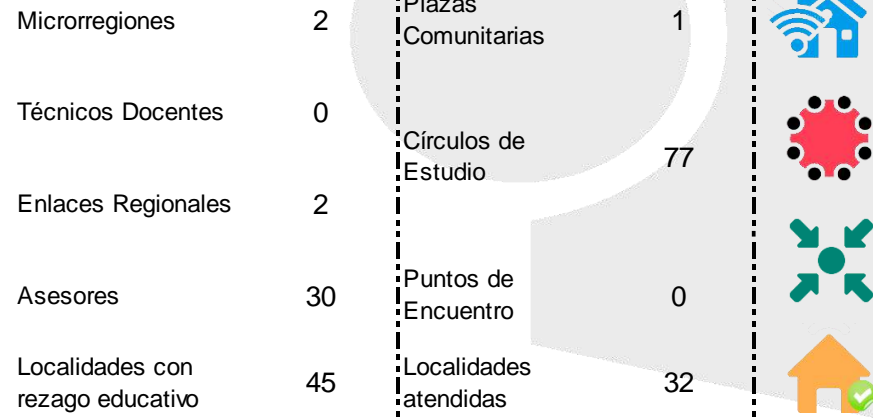 Microrregiones 2
Plazas
Comunitarias 1
Técnicos Docentes 0
Círculos de
Estudio 77
Enlaces Regionales 2
Asesores 30
Puntos de
Encuentro 0
Localidades con
rezago educativo 45
Localidades
atendidas 32